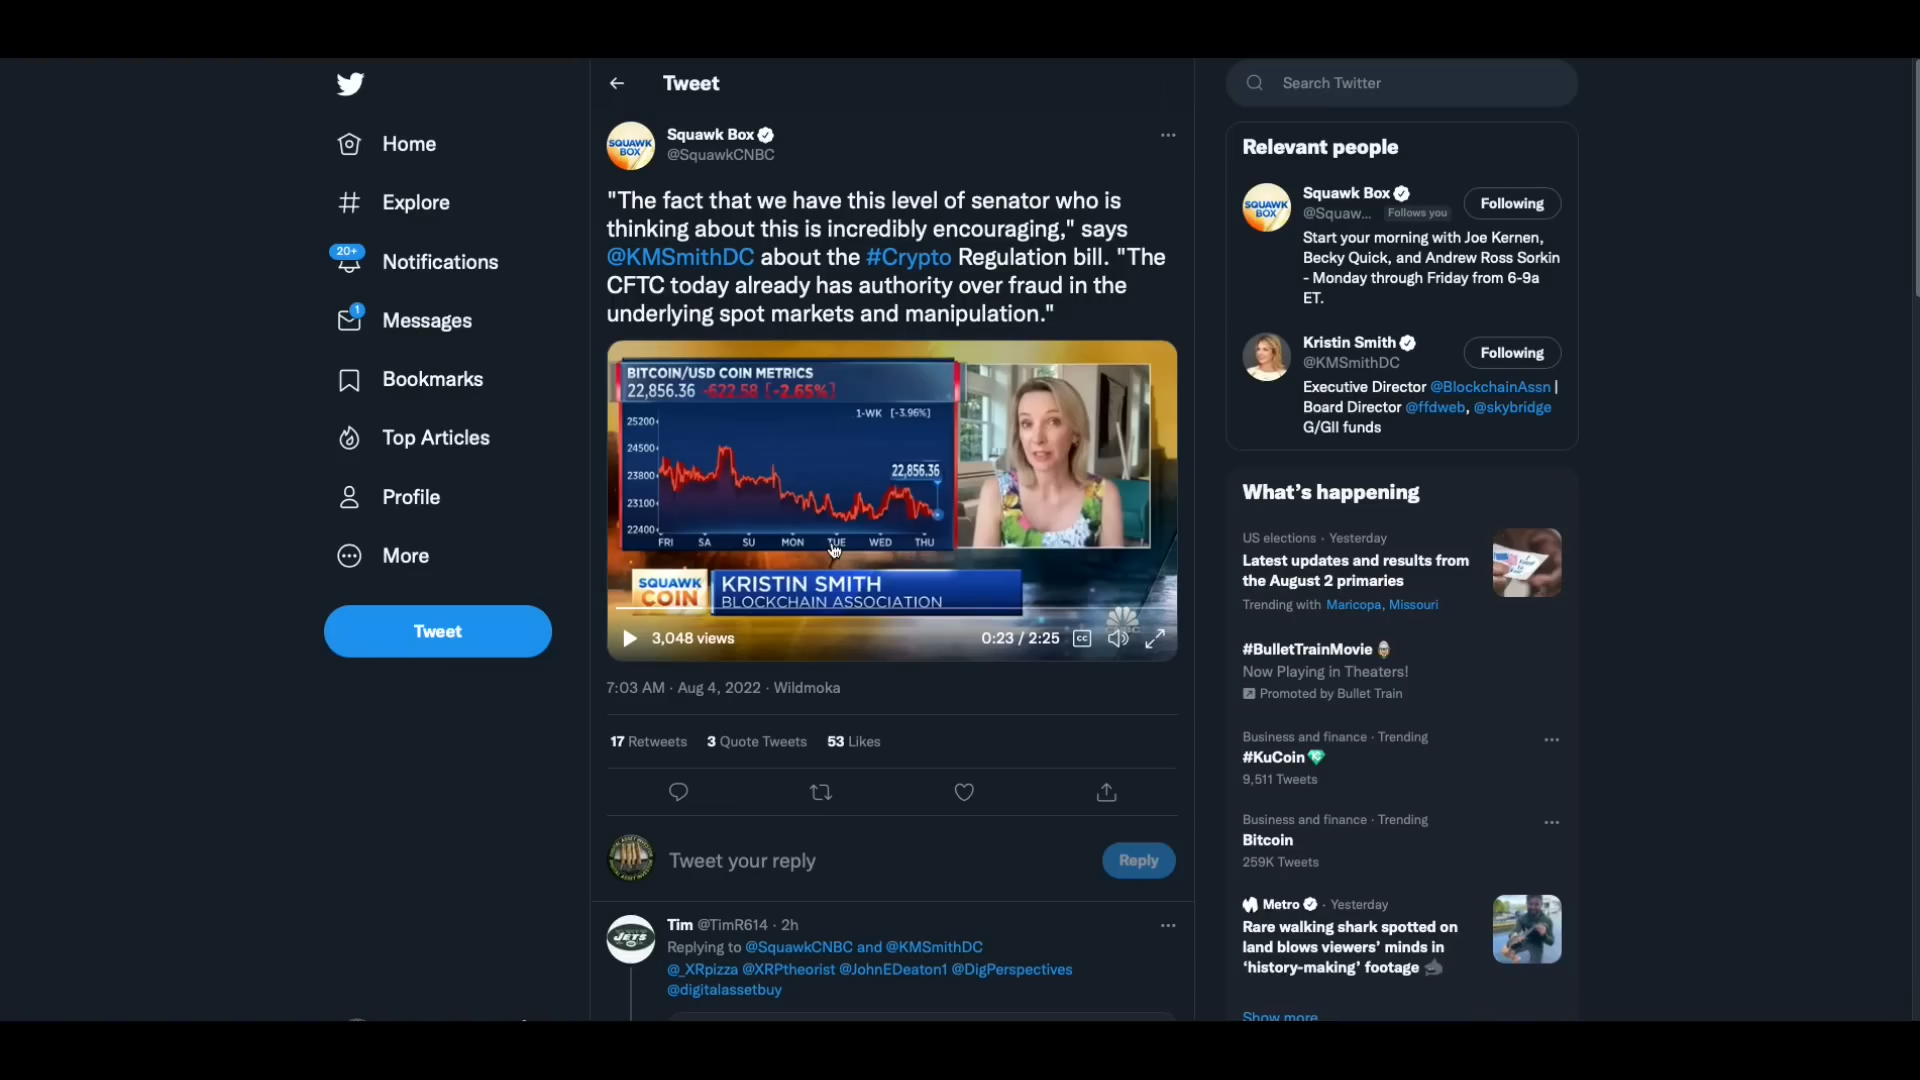 Home
Explore
20+
Notifications
1
Messages
Bookmarks
Top Articles
Profile
More
Tweet
Tweet
SQUAWK BOX
Squawk Box
@SquawkCNBC
"The fact that we have this level of senator who is
thinking about this is incredibly encouraging," says
@KMSmithDC about the #Crypto Regulation bill. "The
CFTC today already has authority over fraud in the
underlying spot markets and manipulation."
BITCOIN/USD COIN METRICS
22,856.36 -622.58 [-2.65%]
1-WK [-3.96%]
25200
24500
23800
23100
22400
22,856.36
FRI SA SU MON TUE WED THU
SQUAWK COIN
KRISTIN SMITH
BLOCKCHAIN ASSOCIATION
3,048 views
0:23 / 2:25
CC
7:03 AM · Aug 4, 2022 · Wildmoka
17 Retweets 3 Quote Tweets 53 Likes
Tweet your reply
Reply
JETS
Tim @TimR614 · 2h
Replying to @SquawkCNBC and @KMSmithDC
@_XRpizza @XRPtheorist @JohnEDeaton1 @DigPerspectives
@digitalassetbuy
Search Twitter
Relevant people
SQUAWK BOX
Squawk Box
@Squaw... Follows you
Following
Start your morning with Joe Kernen,
Becky Quick, and Andrew Ross Sorkin
- Monday through Friday from 6-9a
ET.
Kristin Smith
@KMSmithDC
Following
Executive Director @BlockchainAssn |
Board Director @ffdweb, @skybridge
G/GII funds
What's happening
US elections · Yesterday
Latest updates and results from
the August 2 primaries
Trending with Maricopa, Missouri
#BulletTrainMovie
Now Playing in Theaters!
Promoted by Bullet Train
Business and finance · Trending
#KuCoin
9,511 Tweets
Business and finance · Trending
Bitcoin
259K Tweets
Metro · Yesterday
Rare walking shark spotted on
land blows viewers' minds in
'history-making' footage
Show more